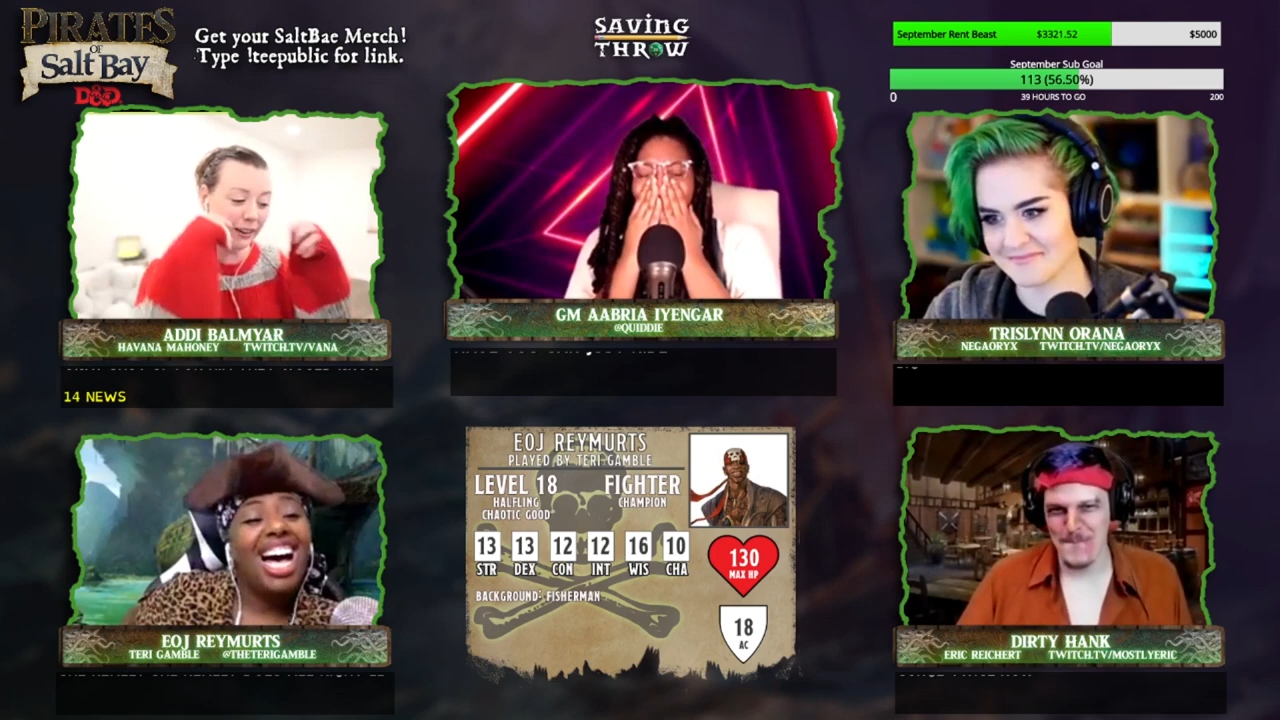 PIRATES
OF
Salt Bay
D&D
Get your SaltBae Merch!
Type !teepublic for link.
SAVING
THROW
September Rent Beast $3321.52 $5000
September Sub Goal
113 (56.50%)
0 39 HOURS TO GO 200
ADDI BALMYAR
HAVANA MAHONEY TWITCH.TV/VANA
14 NEWS
GM AABRIA IYENGAR
@QUIDDIE
TRISLYNN ORANA
NEGAORYX TWITCH.TV/NEGAORYX
EOJ REYMURTS
TERI GAMBLE @THETERIGAMBLE
EOJ REYMURTS
PLAYED BY TERI GAMBLE
LEVEL 18 FIGHTER
HALFLING CHAMPION
CHAOTIC GOOD
13 13 12 12 16 10
STR DEX CON INT WIS CHA
BACKGROUND: FISHERMAN
130
MAX HP
18
AC
DIRTY HANK
ERIC REICHERT TWITCH.TV/MOSTLYERIC